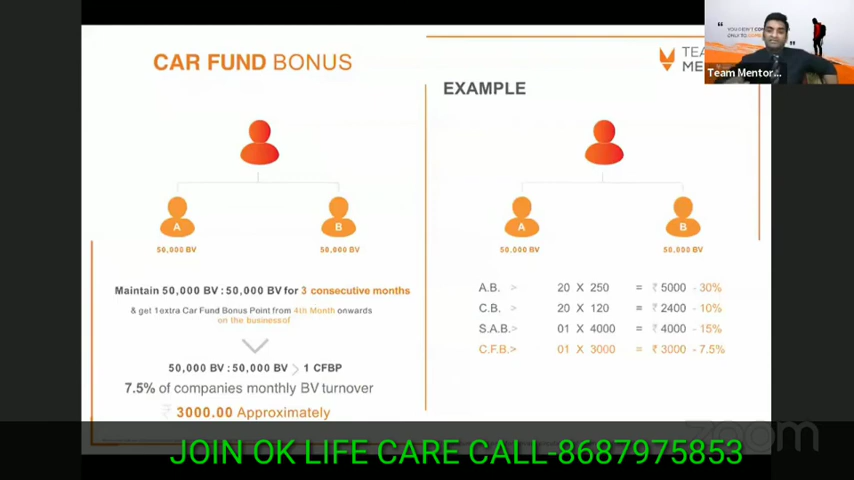 CAR FUND BONUS
A
B
50,000 BV
50,000 BV
Maintain 50,000 BV : 50,000 BV for 3 consecutive months
& get 1extra Car Fund Bonus Point from 4th Month onwards
on the businessof
50,000 BV : 50,000 BV > 1 CFBP
7.5% of companies monthly BV turnover
₹ 3000.00 Approximately
EXAMPLE
A
B
50,000 BV
50,000 BV
A.B. > 20 X 250 = ₹ 5000 - 30%
C.B. > 20 X 120 = ₹ 2400 - 10%
S.A.B.> 01 X 4000 = ₹ 4000 - 15%
C.F.B.> 01 X 3000 = ₹ 3000 - 7.5%
Team Mentor...
zoom
JOIN OK LIFE CARE CALL-8687975853